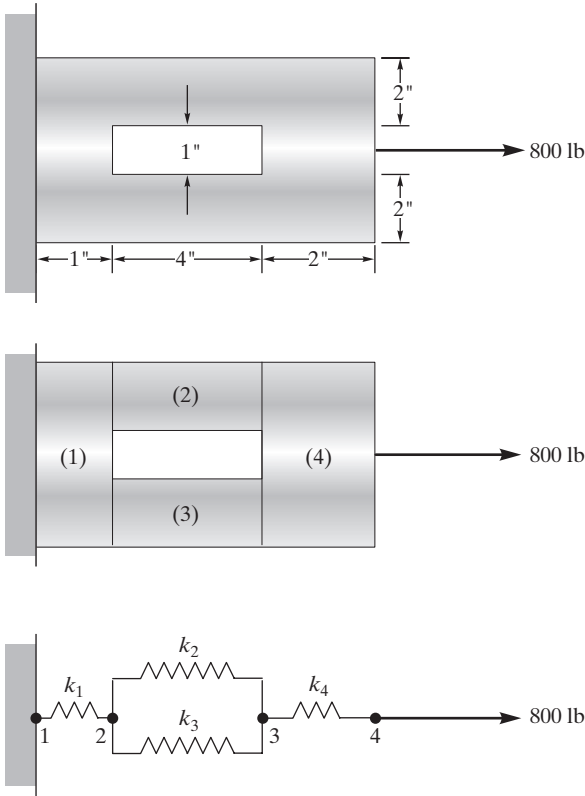 2"
1"
800 lb
2"
1" 4" 2"
(2)
(1) (4) 800 lb
(3)
k2
k1 k4
k3
800 lb
1 2 3 4